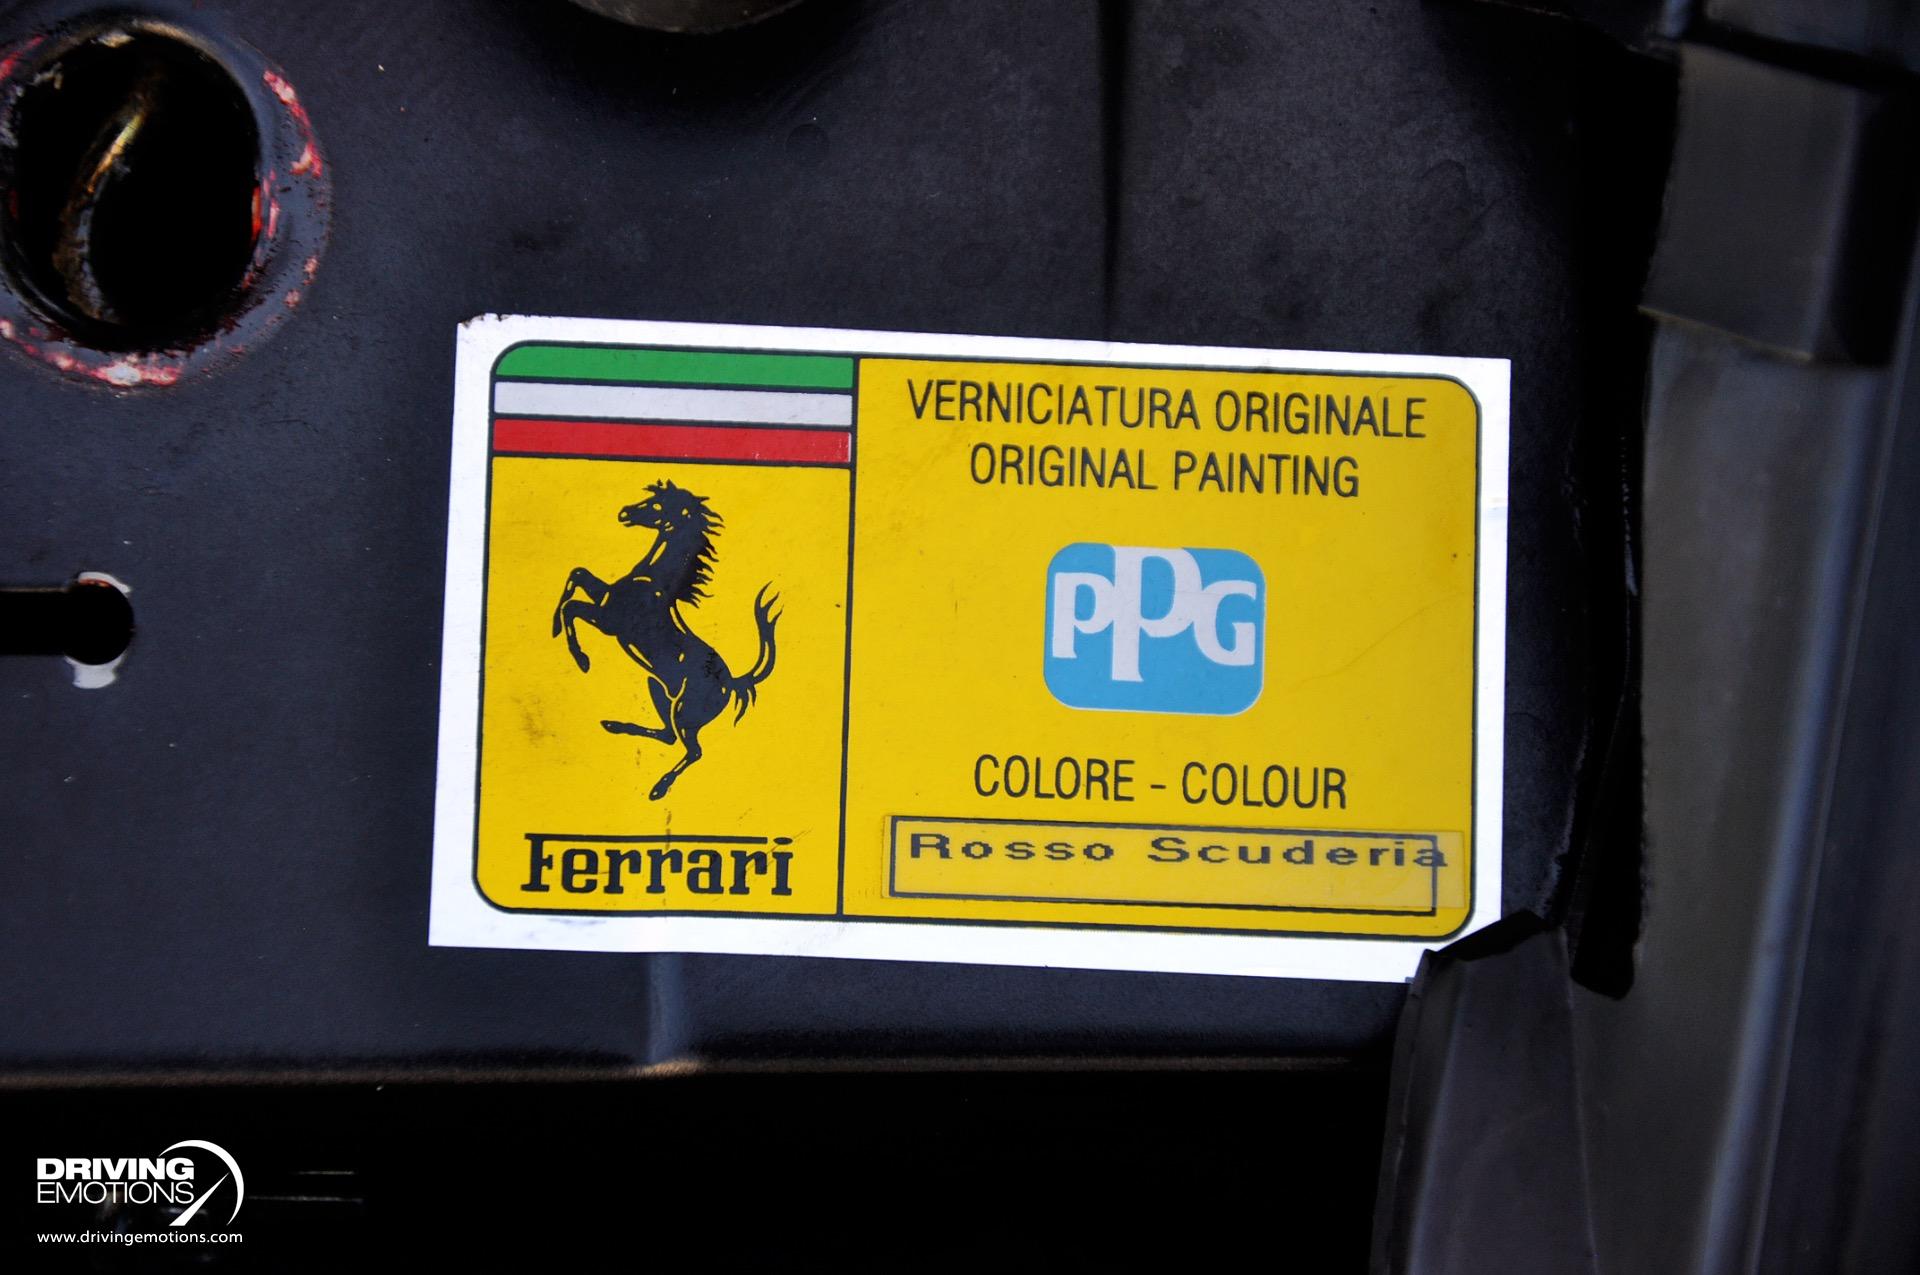 VERNICIATURA ORIGINALE
ORIGINAL PAINTING
PPG
COLORE - COLOUR
Rosso Scuderia
Ferrari
DRIVING
EMOTIONS
www.drivingemotions.com